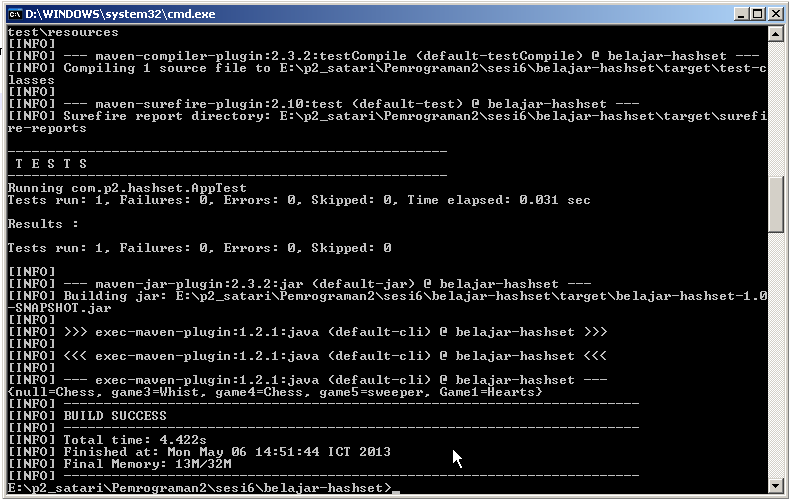 D:\WINDOWS\system32\cmd.exe
test\resources
[INFO]
[INFO] --- maven-compiler-plugin:2.3.2:testCompile (default-testCompile) @ belajar-hashset ---
[INFO] Compiling 1 source file to E:\p2_satari\Pemrograman2\sesi6\belajar-hashset\target\test-c
lasses
[INFO]
[INFO] --- maven-surefire-plugin:2.10:test (default-test) @ belajar-hashset ---
[INFO] Surefire report directory: E:\p2_satari\Pemrograman2\sesi6\belajar-hashset\target\surefi
re-reports
-------------------------------------------------------
T E S T S
-------------------------------------------------------
Running com.p2.hashset.AppTest
Tests run: 1, Failures: 0, Errors: 0, Skipped: 0, Time elapsed: 0.031 sec
Results :
Tests run: 1, Failures: 0, Errors: 0, Skipped: 0
[INFO]
[INFO] --- maven-jar-plugin:2.3.2:jar (default-jar) @ belajar-hashset ---
[INFO] Building jar: E:\p2_satari\Pemrograman2\sesi6\belajar-hashset\target\belajar-hashset-1.0
-SNAPSHOT.jar
[INFO]
[INFO] >>> exec-maven-plugin:1.2.1:java (default-cli) @ belajar-hashset >>>
[INFO]
[INFO] <<< exec-maven-plugin:1.2.1:java (default-cli) @ belajar-hashset <<<
[INFO]
[INFO] --- exec-maven-plugin:1.2.1:java (default-cli) @ belajar-hashset ---
{null=Chess, game3=Whist, game4=Chess, game5=sweeper, Game1=Hearts}
[INFO] ------------------------------------------------------------------------
[INFO] BUILD SUCCESS
[INFO] ------------------------------------------------------------------------
[INFO] Total time: 4.422s
[INFO] Finished at: Mon May 06 14:51:44 ICT 2013
[INFO] Final Memory: 13M/32M
[INFO] ------------------------------------------------------------------------
E:\p2_satari\Pemrograman2\sesi6\belajar-hashset>_